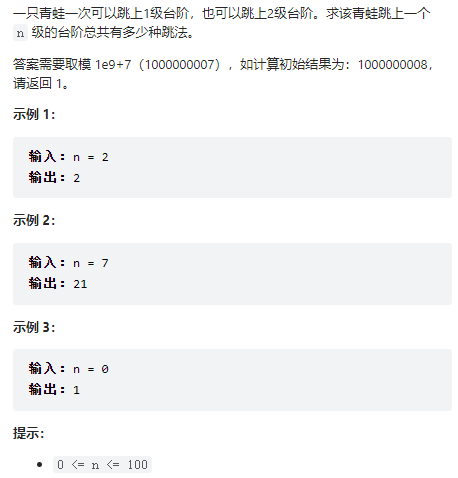 一只青蛙一次可以跳上1级台阶，也可以跳上2级台阶。求该青蛙跳上一个
n 级的台阶总共有多少种跳法。
答案需要取模 1e9+7（1000000007），如计算初始结果为：1000000008，
请返回 1。
示例 1：
输入：n = 2
输出：2
示例 2：
输入：n = 7
输出：21
示例 3：
输入：n = 0
输出：1
提示：
• 0 <= n <= 100